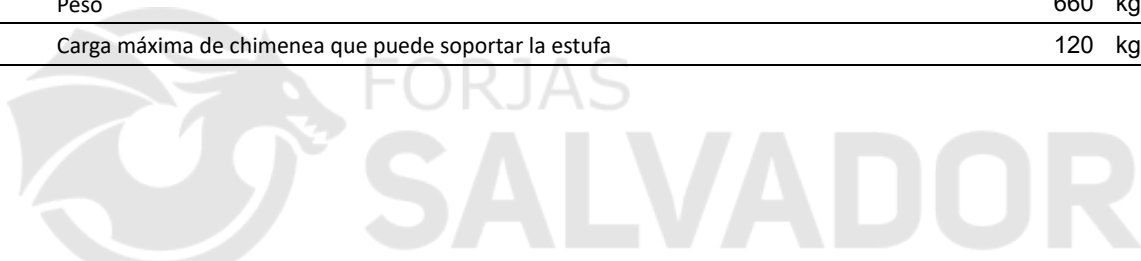 Peso 660 kg
Carga máxima de chimenea que puede soportar la estufa 120 kg
FORJAS
SALVADOR